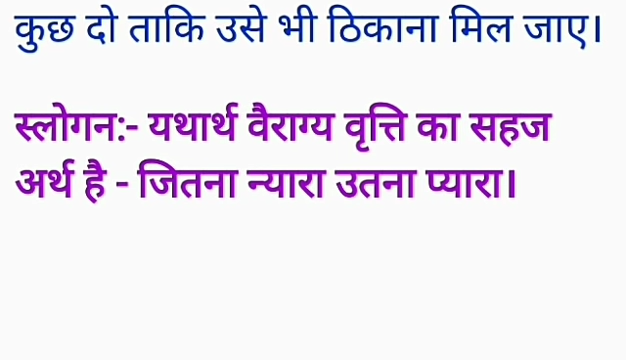 कुछ दो ताकि उसे भी ठिकाना मिल जाए।
स्लोगन:- यथार्थ वैराग्य वृत्ति का सहज
अर्थ है - जितना न्यारा उतना प्यारा।